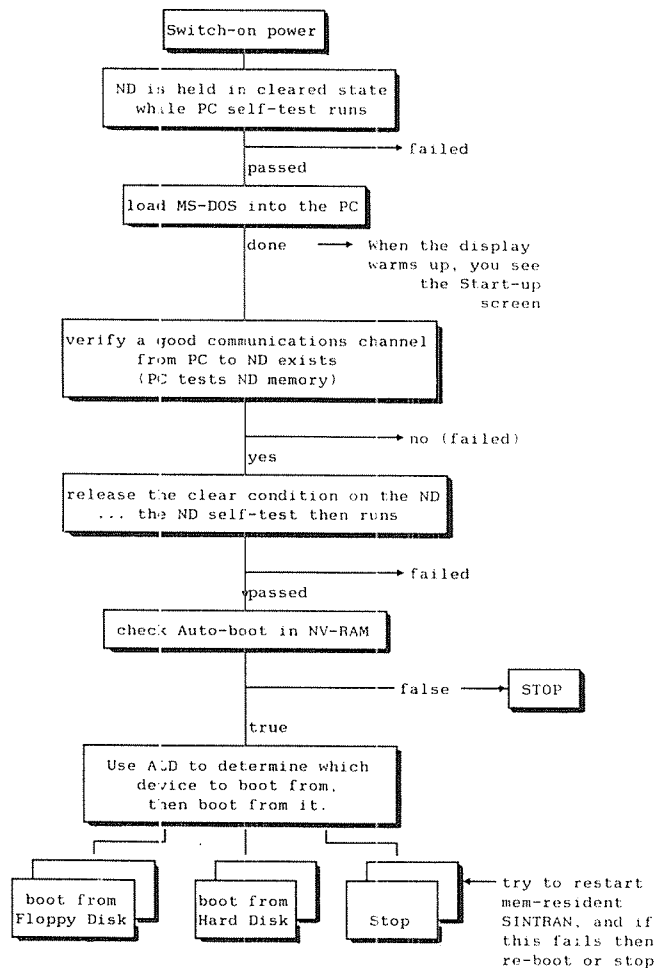 Switch-on power
ND is held in cleared state
while PC self-test runs
failed
passed
load MS-DOS into the PC
done
When the display
warms up, you see
the Start-up
screen
verify a good communications channel
from PC to ND exists
(PC tests ND memory)
no (failed)
yes
release the clear condition on the ND
... the ND self-test then runs
failed
passed
check Auto-boot in NV-RAM
false
STOP
true
Use ALD to determine which
device to boot from,
then boot from it.
boot from
Floppy Disk
boot from
Hard Disk
Stop
try to restart
mem-resident
SINTRAN, and if
this fails then
re-boot or stop